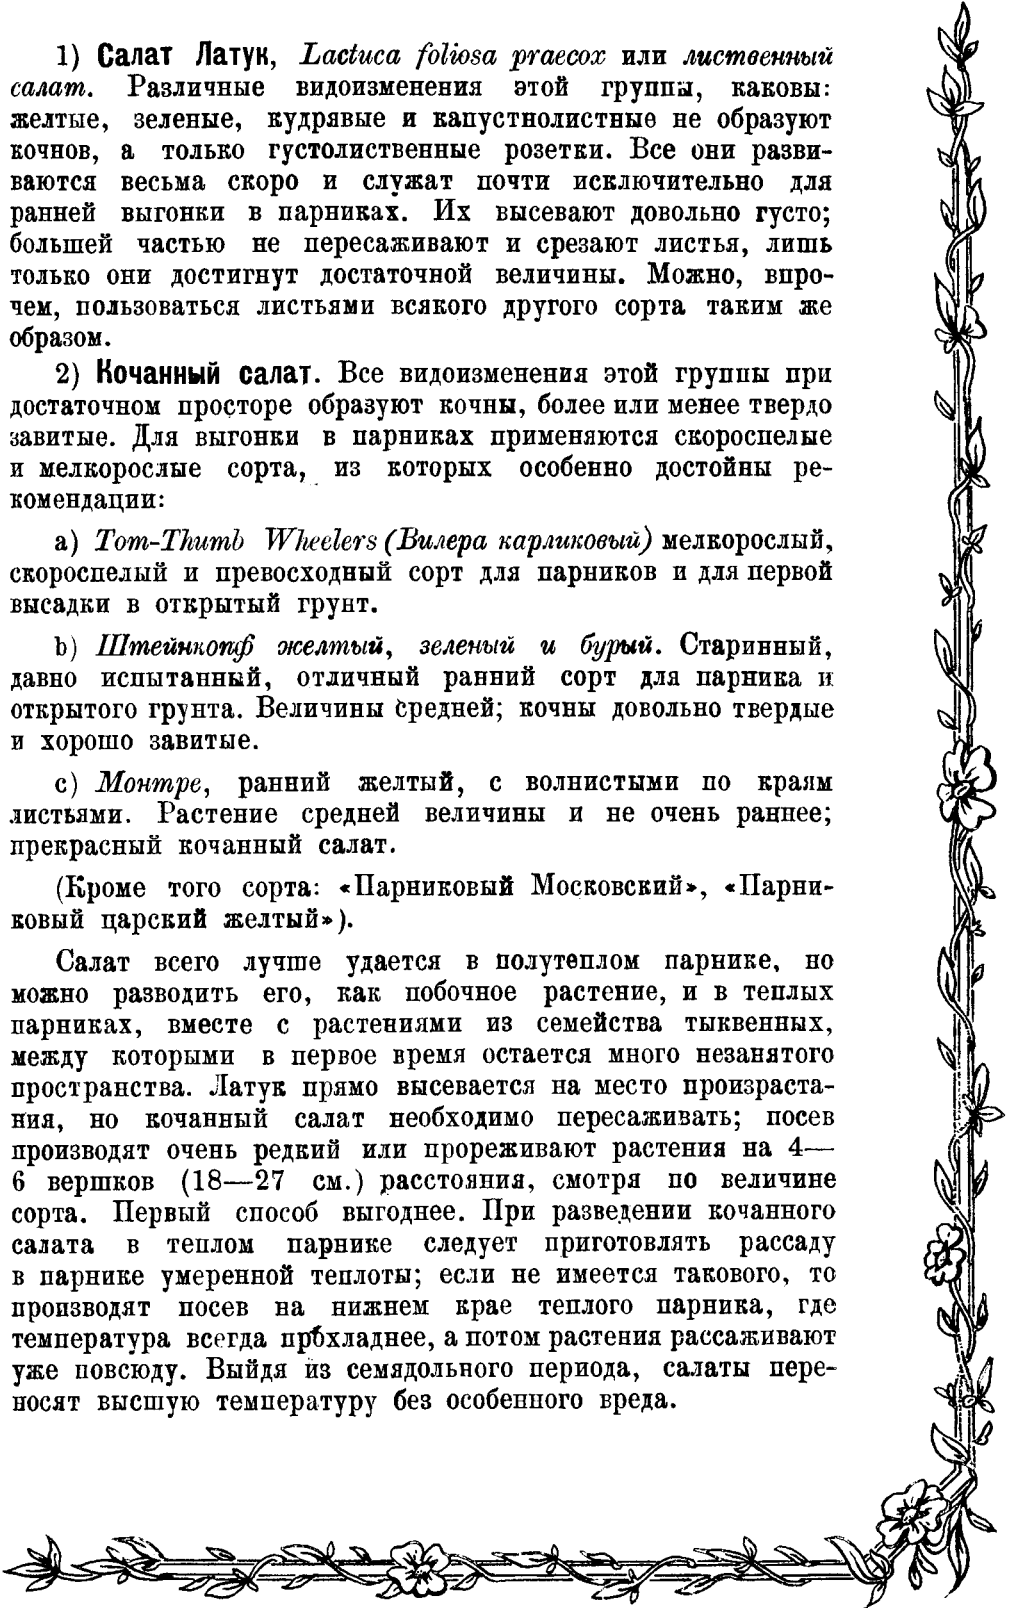 1) Салат Латук, Lactuca foliosa praecox или лиственный
салат. Различные видоизменения этой группы, каковы:
желтые, зеленые, кудрявые и капустнолистные не образуют
кочнов, а только густолиственные розетки. Все они разви-
ваются весьма скоро и служат почти исключительно для
ранней выгонки в парниках. Их высевают довольно густо;
большей частью не пересаживают и срезают листья, лишь
только они достигнут достаточной величины. Можно, впро-
чем, пользоваться листьями всякого другого сорта таким же
образом.
2) Кочанный салат. Все видоизменения этой группы при
достаточном просторе образуют кочны, более или менее твердо
завитые. Для выгонки в парниках применяются скороспелые
и мелкорослые сорта, из которых особенно достойны ре-
комендации:
a) Tom-Thumb Wheelers (Вилера карликовый) мелкорослый,
скороспелый и превосходный сорт для парников и для первой
высадки в открытый грунт.
b) Штейнкопф желтый, зеленый и бурый. Старинный,
давно испытанный, отличный ранний сорт для парника и
открытого грунта. Величины средней; кочны довольно твердые
и хорошо завитые.
c) Монтре, ранний желтый, с волнистыми по краям
листьями. Растение средней величины и не очень раннее;
прекрасный кочанный салат.
(Кроме того сорта: «Парниковый Московский», «Парни-
ковый царский желтый»).
Салат всего лучше удается в полутеплом парнике, но
можно разводить его, как побочное растение, и в теплых
парниках, вместе с растениями из семейства тыквенных,
между которыми в первое время остается много незанятого
пространства. Латук прямо высевается на место произраста-
ния, но кочанный салат необходимо пересаживать; посев
производят очень редкий или прореживают растения на 4—
6 вершков (18—27 см.) расстояния, смотря по величине
сорта. Первый способ выгоднее. При разведении кочанного
салата в теплом парнике следует приготовлять рассаду
в парнике умеренной теплоты; если не имеется такового, то
производят посев на нижнем крае теплого парника, где
температура всегда прохладнее, а потом растения рассаживают
уже повсюду. Выйдя из семядольного периода, салаты пере-
носят высшую температуру без особенного вреда.